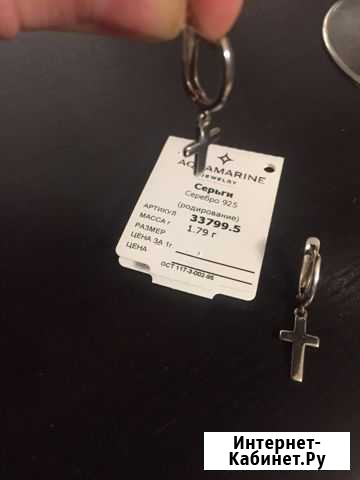 AQUAMARINE
JEWELRY
Серьги
Серебро 925
(родирование)
АРТИКУЛ 33799.5
МАССА г 1.79 г
РАЗМЕР
ЦЕНА ЗА 1г
ЦЕНА
ОСТ 117-3-002-95
Интернет-
Кабинет.Ру